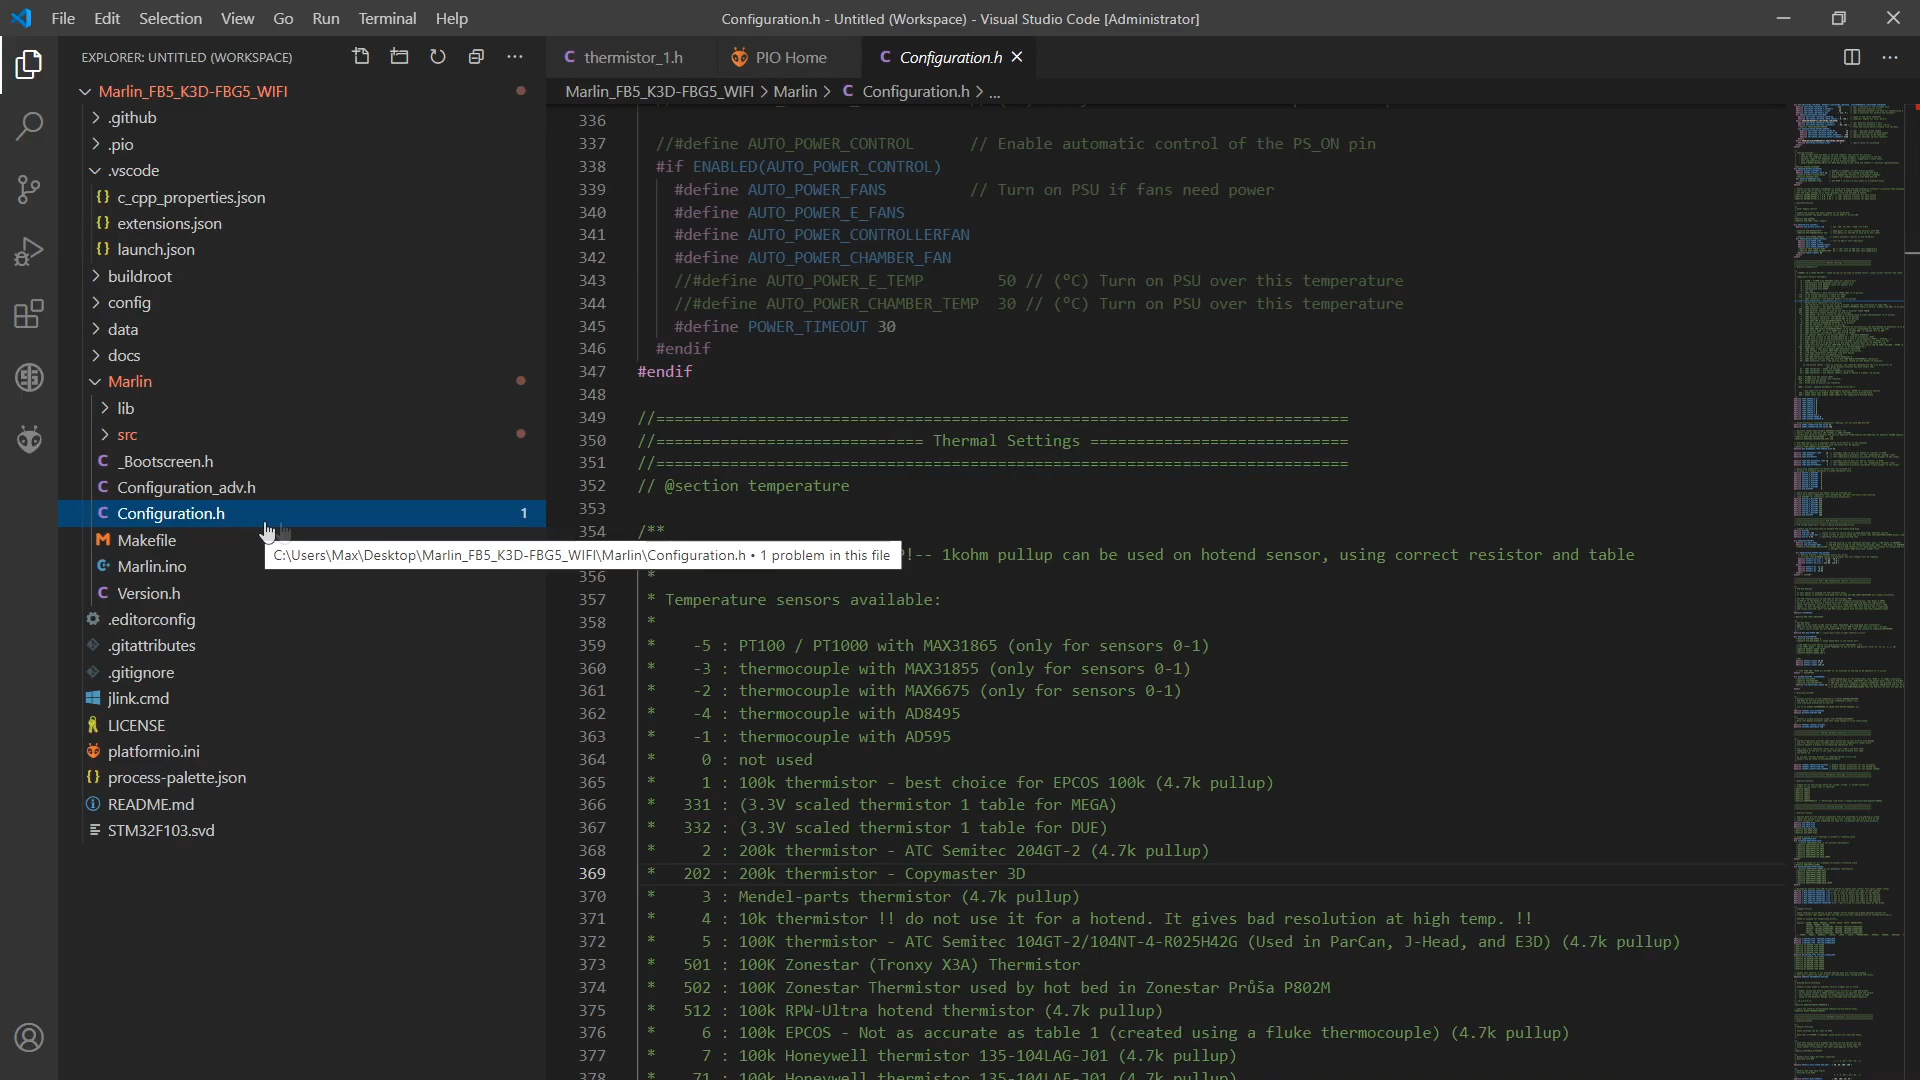 File Edit Selection View Go Run Terminal Help
Configuration.h - Untitled (Workspace) - Visual Studio Code [Administrator]
EXPLORER: UNTITLED (WORKSPACE)
Marlin_FB5_K3D-FBG5_WIFI
.github
.pio
.vscode
{} c_cpp_properties.json
{} extensions.json
{} launch.json
buildroot
config
data
docs
Marlin
lib
src
C _Bootscreen.h
C Configuration_adv.h
C Configuration.h 1
M Makefile
Marlin.ino
C Version.h
.editorconfig
.gitattributes
.gitignore
jlink.cmd
LICENSE
platformio.ini
{} process-palette.json
README.md
STM32F103.svd
C:\Users\Max\Desktop\Marlin_FB5_K3D-FBG5_WIFI\Marlin\Configuration.h • 1 problem in this file
C thermistor_1.h PIO Home C Configuration.h
Marlin_FB5_K3D-FBG5_WIFI > Marlin > C Configuration.h > ...
336
337 //#define AUTO_POWER_CONTROL // Enable automatic control of the PS_ON pin
338 #if ENABLED(AUTO_POWER_CONTROL)
339 #define AUTO_POWER_FANS // Turn on PSU if fans need power
340 #define AUTO_POWER_E_FANS
341 #define AUTO_POWER_CONTROLLERFAN
342 #define AUTO_POWER_CHAMBER_FAN
343 //#define AUTO_POWER_E_TEMP 50 // (°C) Turn on PSU over this temperature
344 //#define AUTO_POWER_CHAMBER_TEMP 30 // (°C) Turn on PSU over this temperature
345 #define POWER_TIMEOUT 30
346 #endif
347 #endif
348
349 //===========================================================================
350 //============================= Thermal Settings ============================
351 //===========================================================================
352 // @section temperature
353
354 /**
!-- 1kohm pullup can be used on hotend sensor, using correct resistor and table
356 *
357 * Temperature sensors available:
358 *
359 * -5 : PT100 / PT1000 with MAX31865 (only for sensors 0-1)
360 * -3 : thermocouple with MAX31855 (only for sensors 0-1)
361 * -2 : thermocouple with MAX6675 (only for sensors 0-1)
362 * -4 : thermocouple with AD8495
363 * -1 : thermocouple with AD595
364 * 0 : not used
365 * 1 : 100k thermistor - best choice for EPCOS 100k (4.7k pullup)
366 * 331 : (3.3V scaled thermistor 1 table for MEGA)
367 * 332 : (3.3V scaled thermistor 1 table for DUE)
368 * 2 : 200k thermistor - ATC Semitec 204GT-2 (4.7k pullup)
369 * 202 : 200k thermistor - Copymaster 3D
370 * 3 : Mendel-parts thermistor (4.7k pullup)
371 * 4 : 10k thermistor !! do not use it for a hotend. It gives bad resolution at high temp. !!
372 * 5 : 100K thermistor - ATC Semitec 104GT-2/104NT-4-R025H42G (Used in ParCan, J-Head, and E3D) (4.7k pullup)
373 * 501 : 100K Zonestar (Tronxy X3A) Thermistor
374 * 502 : 100K Zonestar Thermistor used by hot bed in Zonestar Průša P802M
375 * 512 : 100k RPW-Ultra hotend thermistor (4.7k pullup)
376 * 6 : 100k EPCOS - Not as accurate as table 1 (created using a fluke thermocouple) (4.7k pullup)
377 * 7 : 100k Honeywell thermistor 135-104LAG-J01 (4.7k pullup)
378 * 71 : 100k Honeywell thermistor 135-104LAF-J01 (4.7k pullup)